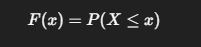 F(x) = P(X ≤ x)